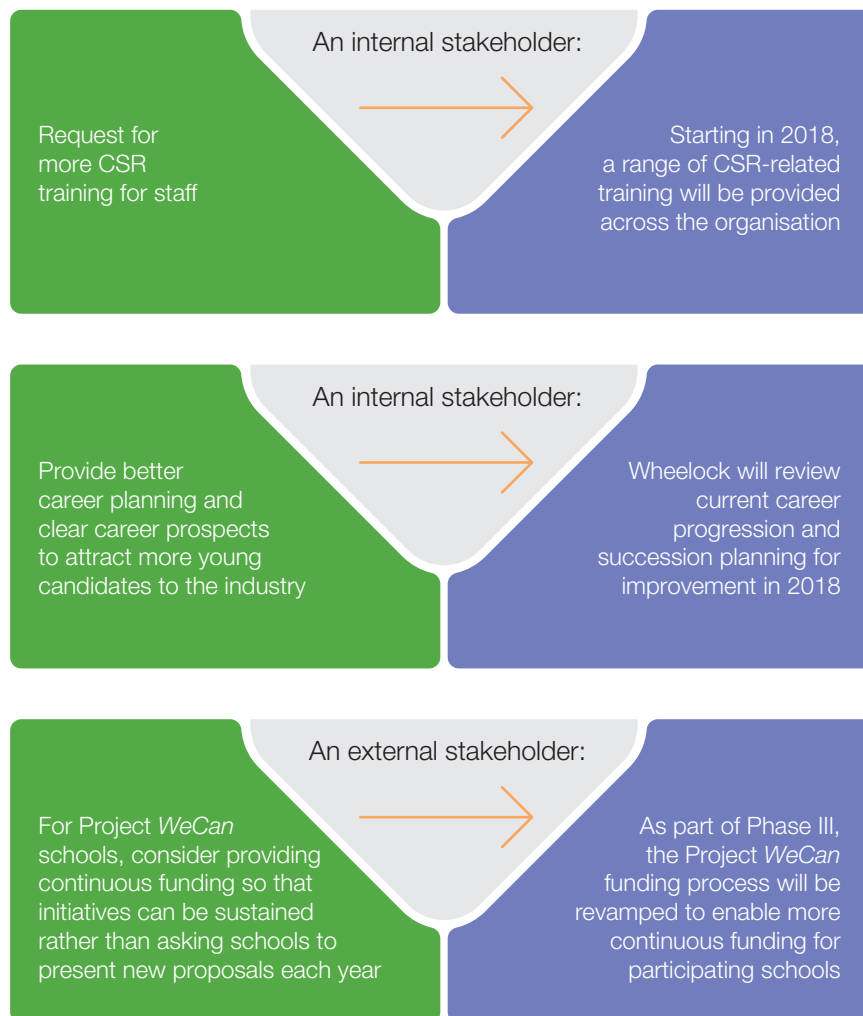 An internal stakeholder:
Request for
more CSR
training for staff
Starting in 2018,
a range of CSR-related
training will be provided
across the organisation
An internal stakeholder:
Provide better
career planning and
clear career prospects
to attract more young
candidates to the industry
Wheelock will review
current career
progression and
succession planning for
improvement in 2018
An external stakeholder:
For Project WeCan
schools, consider providing
continuous funding so that
initiatives can be sustained
rather than asking schools to
present new proposals each year
As part of Phase III,
the Project WeCan
funding process will be
revamped to enable more
continuous funding for
participating schools